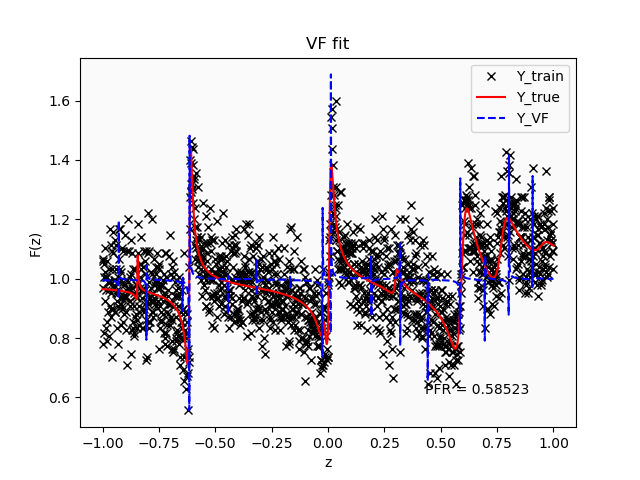 VF fit
Y_train
Y_true
Y_VF
F(z)
1.6
1.4
1.2
1.0
0.8
0.6
PFR = 0.58523
−1.00 −0.75 −0.50 −0.25 0.00 0.25 0.50 0.75 1.00
z